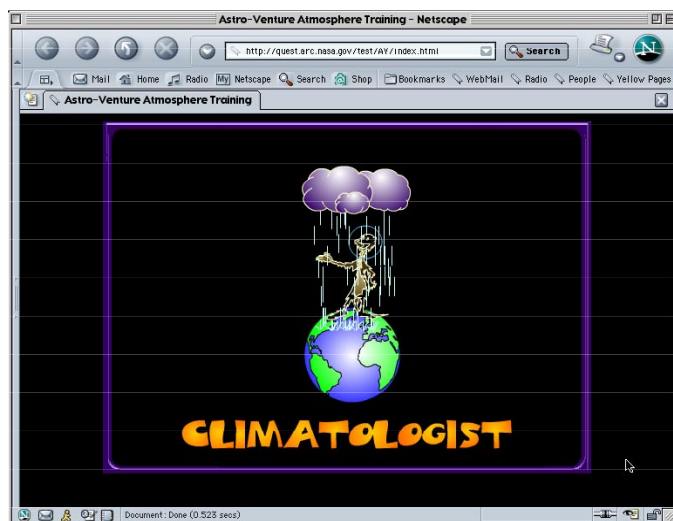 Astro-Venture Atmosphere Training - Netscape
http://quest.arc.nasa.gov/test/AY/index.html Search N
Mail Home Radio My Netscape Search Shop Bookmarks WebMail Radio People Yellow Pages
Astro-Venture Atmosphere Training
CLIMATOLOGIST
Document: Done (0.523 secs)